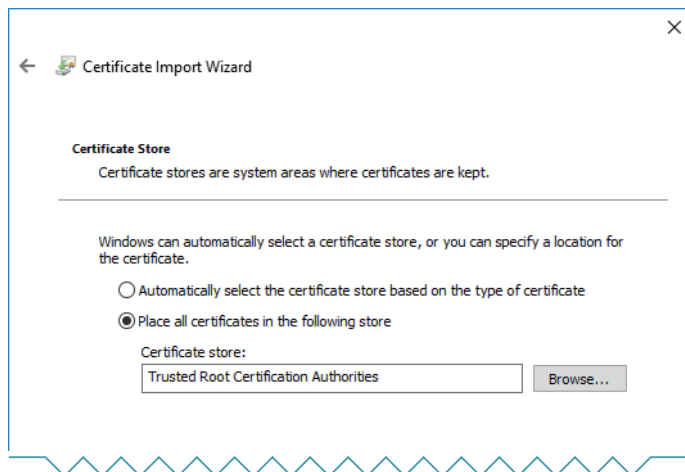 Certificate Import Wizard
Certificate Store
Certificate stores are system areas where certificates are kept.
Windows can automatically select a certificate store, or you can specify a location for
the certificate.
Automatically select the certificate store based on the type of certificate
Place all certificates in the following store
Certificate store:
Trusted Root Certification Authorities
Browse...